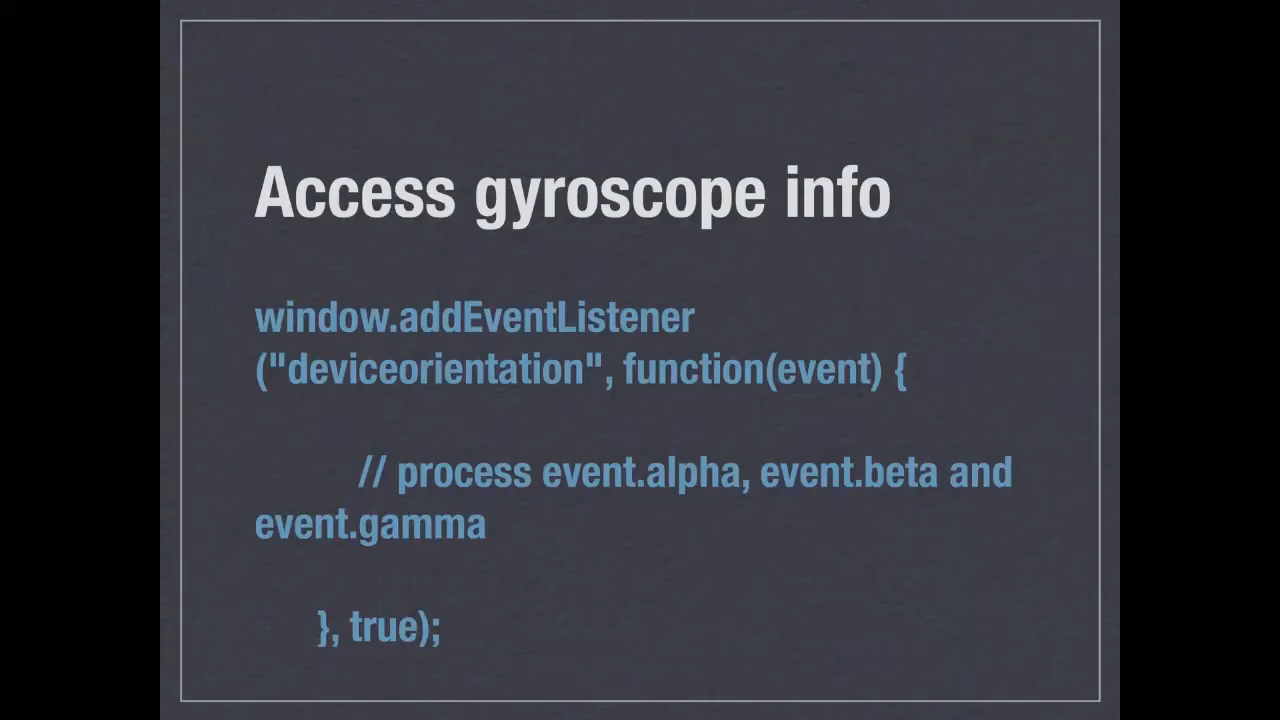 Access gyroscope info
window.addEventListener
("deviceorientation", function(event) {
// process event.alpha, event.beta and
event.gamma
}, true);